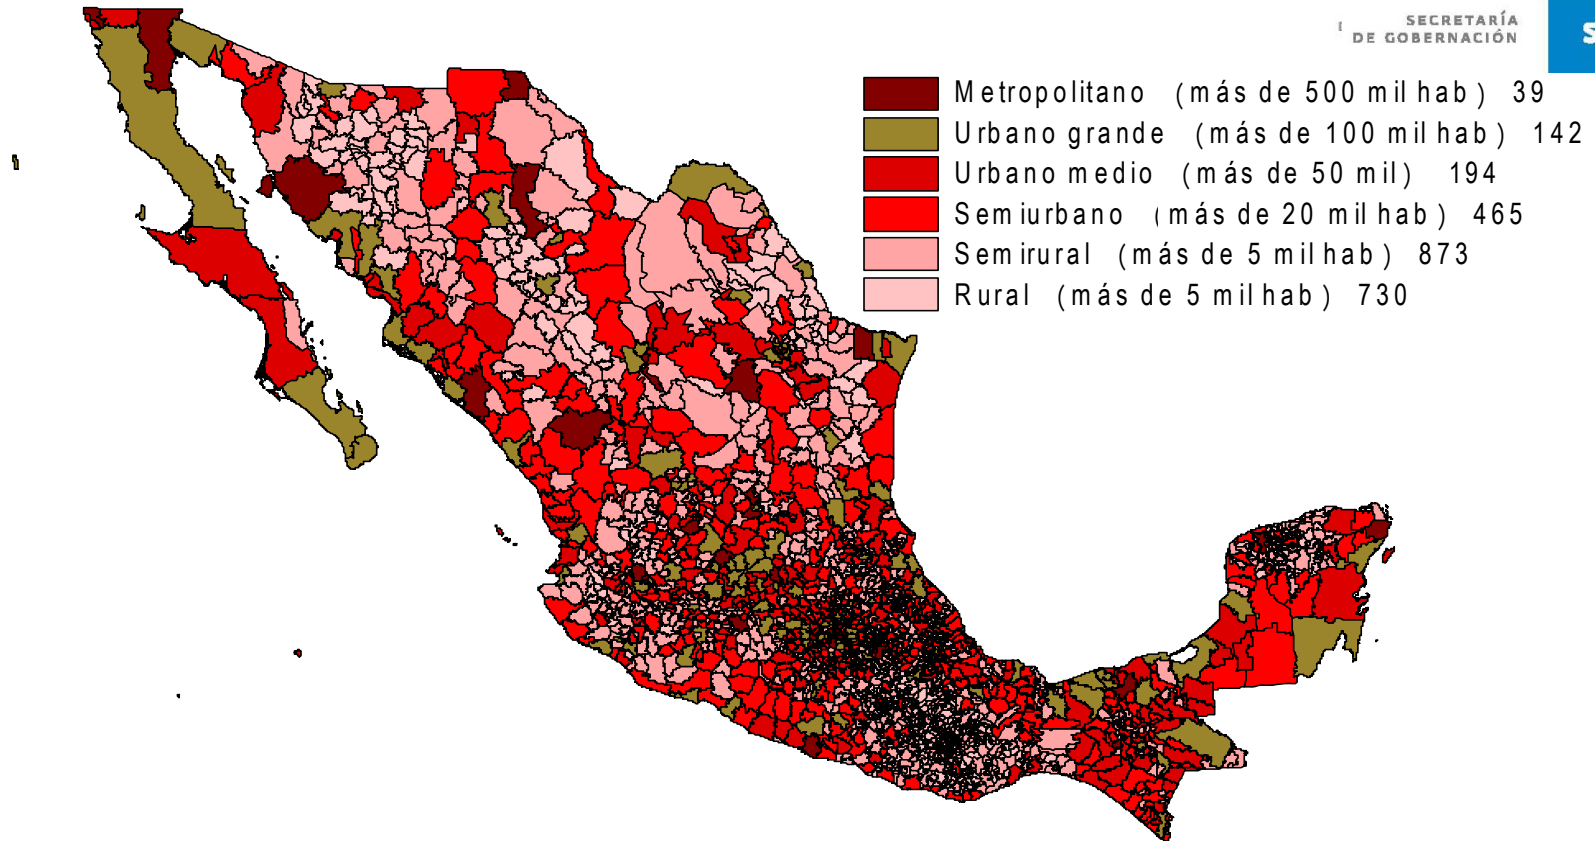 SECRETARÍA
DE GOBERNACIÓN
S
Metropolitano (más de 500 mil hab) 39
Urbano grande (más de 100 mil hab) 142
Urbano medio (más de 50 mil) 194
Semiurbano (más de 20 mil hab) 465
Semirural (más de 5 mil hab) 873
Rural (más de 5 mil hab) 730